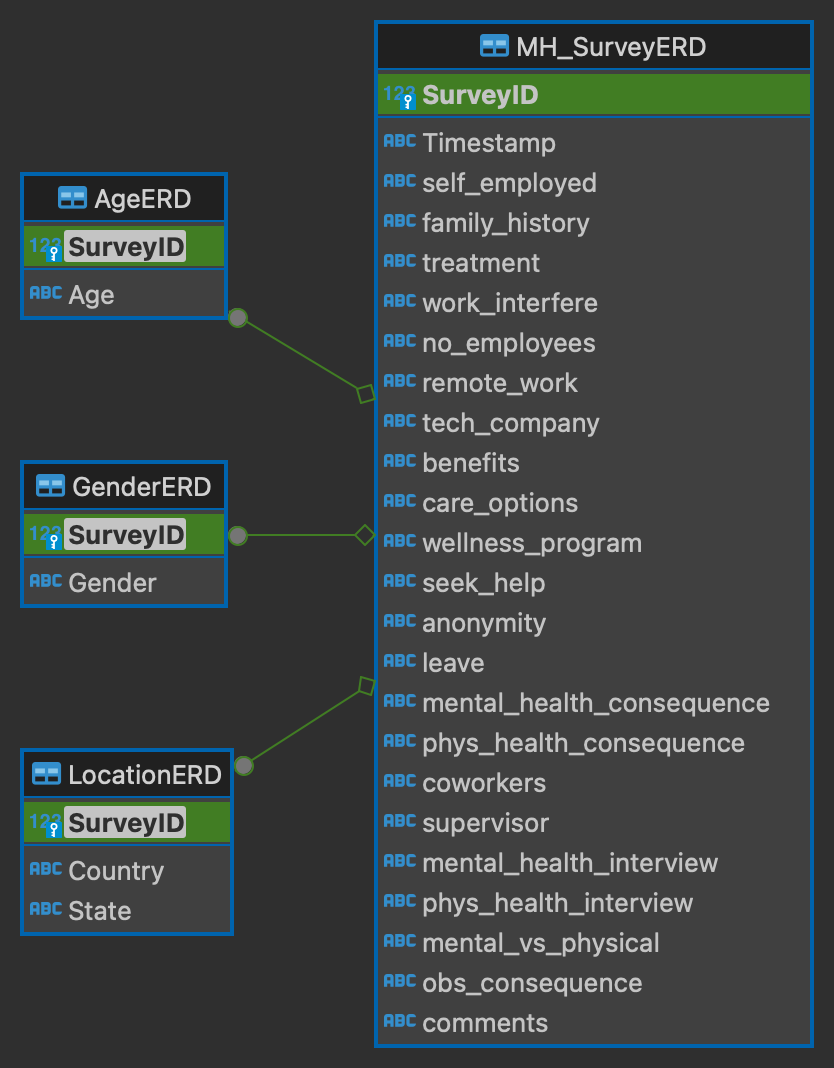 MH_SurveyERD
123 SurveyID
ABC Timestamp
ABC self_employed
ABC family_history
ABC treatment
ABC work_interfere
ABC no_employees
ABC remote_work
ABC tech_company
ABC benefits
ABC care_options
ABC wellness_program
ABC seek_help
ABC anonymity
ABC leave
ABC mental_health_consequence
ABC phys_health_consequence
ABC coworkers
ABC supervisor
ABC mental_health_interview
ABC phys_health_interview
ABC mental_vs_physical
ABC obs_consequence
ABC comments
AgeERD
123 SurveyID
ABC Age
GenderERD
123 SurveyID
ABC Gender
LocationERD
123 SurveyID
ABC Country
ABC State